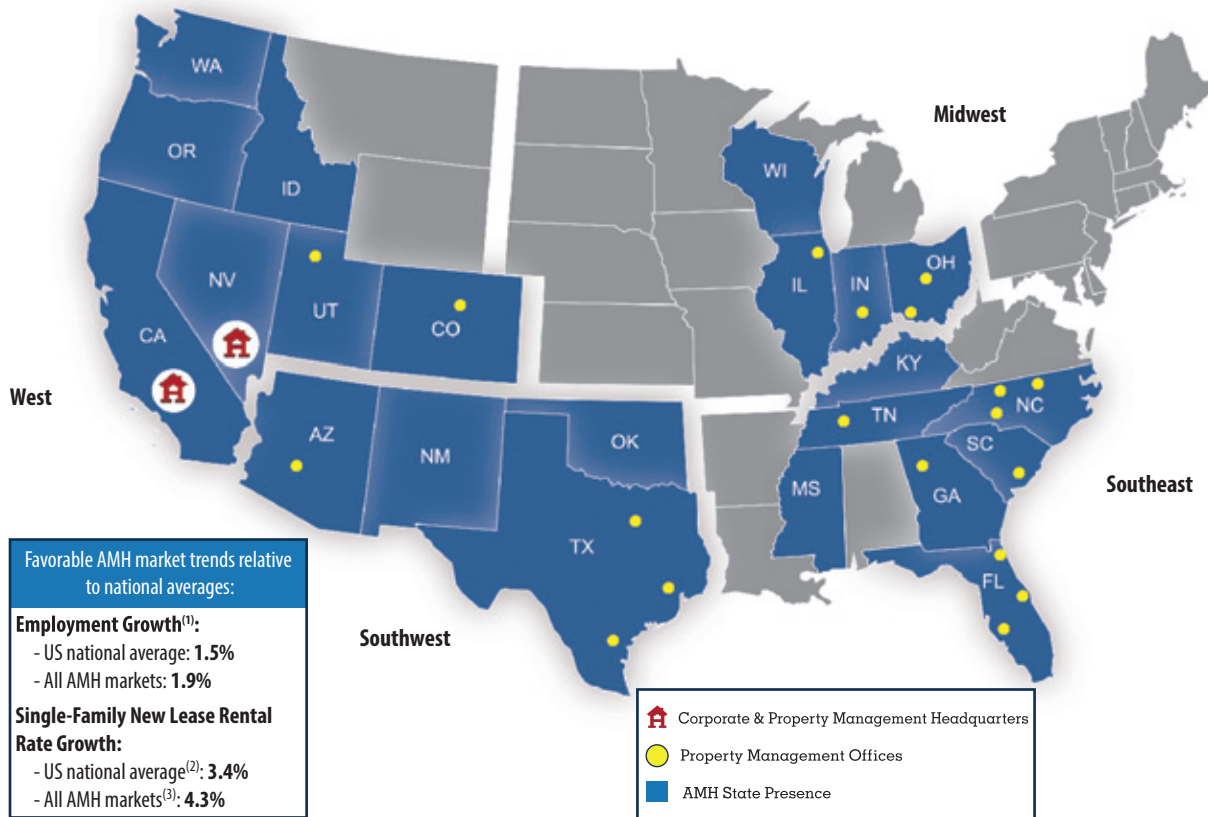 Midwest
WA
OR
ID
WI
NV
UT
CO
CA
IL
IN
OH
KY
West
AZ
NM
OK
TN
NC
SC
MS
GA
Southeast
TX
FL
Southwest
Favorable AMH market trends relative
to national averages:
Employment Growth(1):
- US national average: 1.5%
- All AMH markets: 1.9%
Single-Family New Lease Rental
Rate Growth:
- US national average(2): 3.4%
- All AMH markets(3): 4.3%
Corporate & Property Management Headquarters
Property Management Offices
AMH State Presence